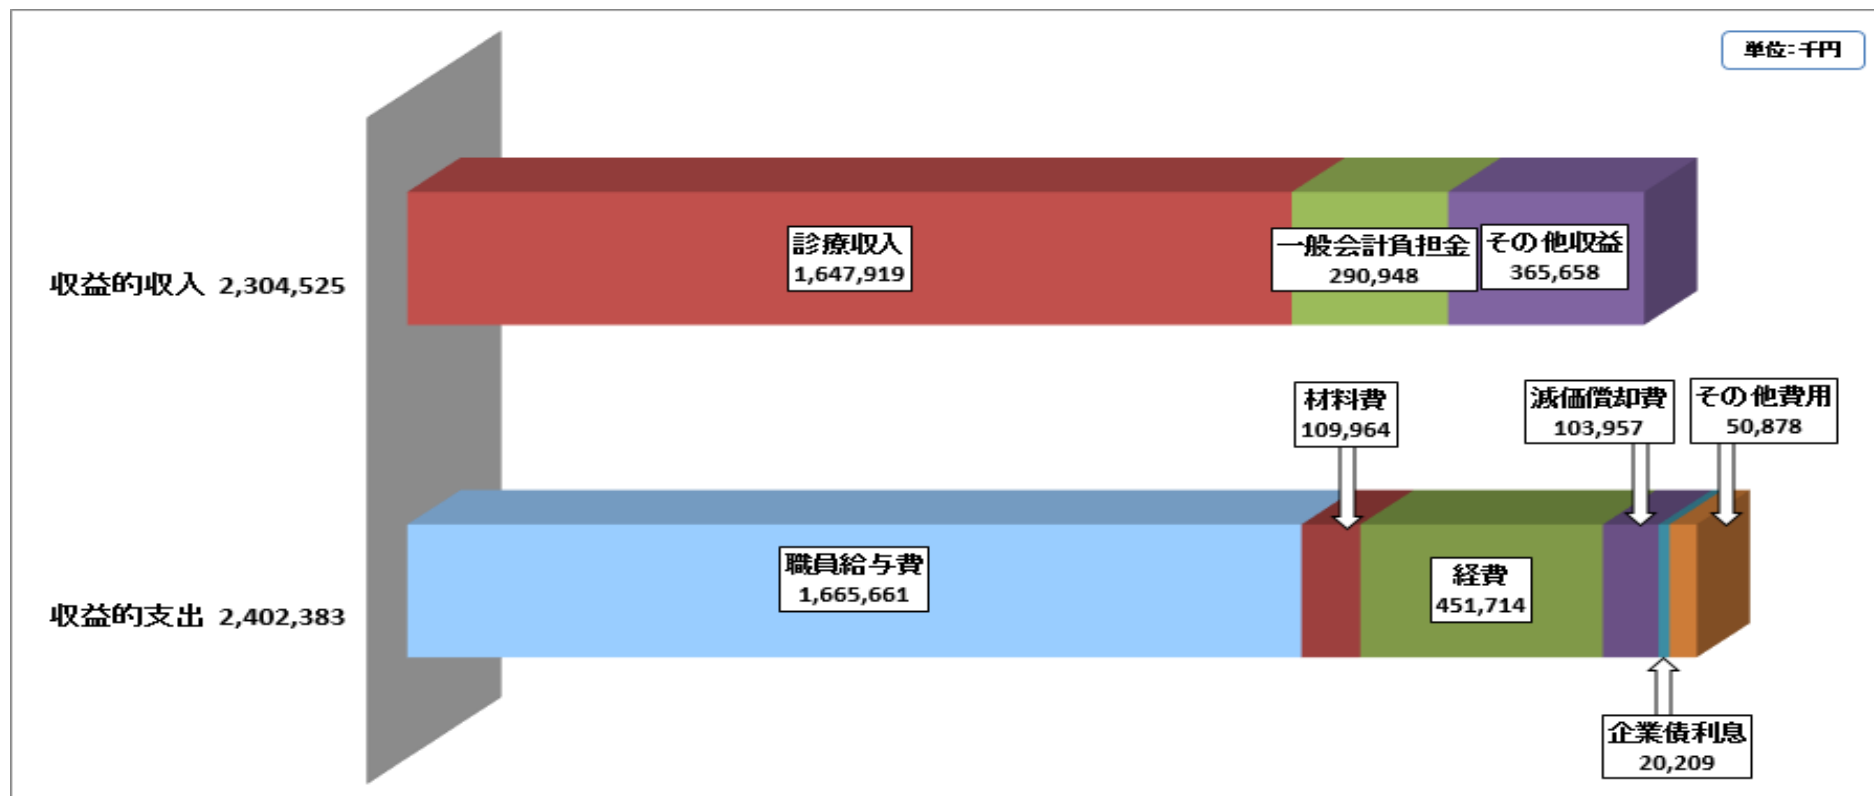 単位：千円
収益的収入 2,304,525
診療収入
1,647,919
一般会計負担金
290,948
その他収益
365,658
収益的支出 2,402,383
職員給与費
1,665,661
材料費
109,964
経費
451,714
減価償却費
103,957
企業債利息
20,209
その他費用
50,878